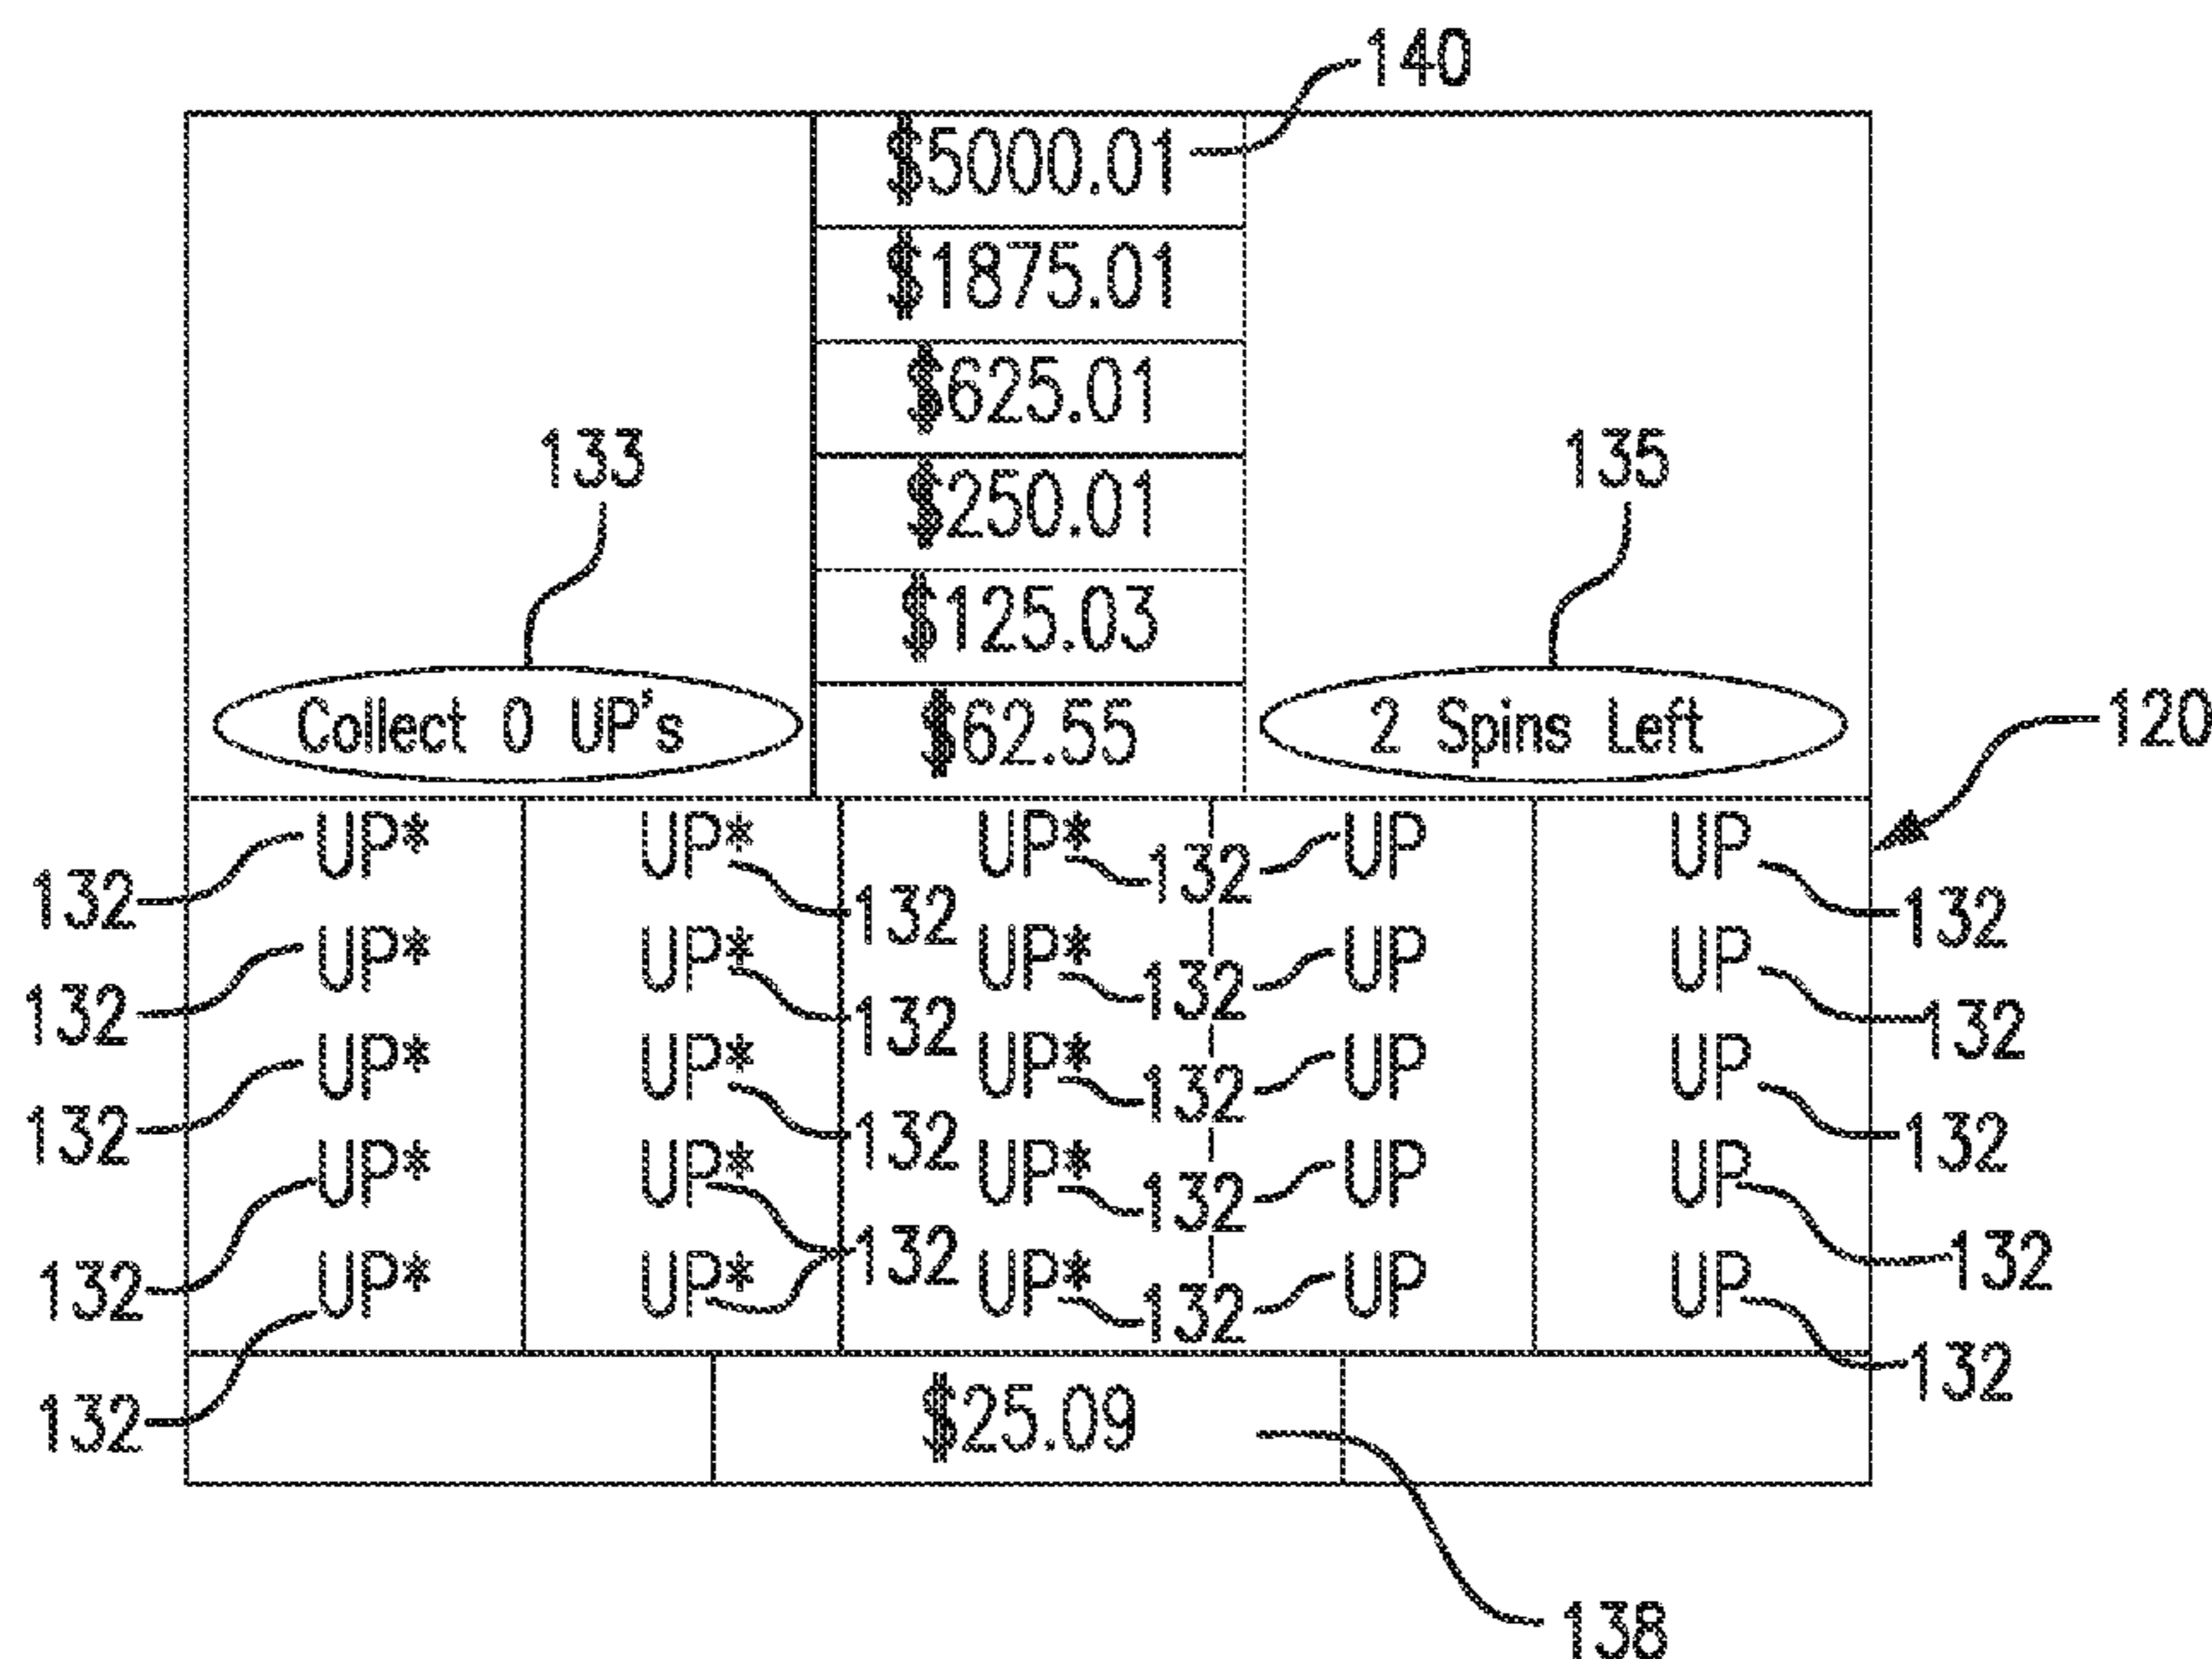 140
$5000.01
$1875.01
$625.01
133
$250.01
135
$125.03
Collect 0 UP's
$62.55
2 Spins Left
120
UP* UP* UP* 132 UP UP
132 132 132
UP* UP* UP* 132 UP UP
132 132 132
UP* UP* UP* 132 UP UP
132 132 132
UP* UP* UP* 132 UP UP
132 132 132
UP* UP* UP* 132 UP UP
132 132
$25.09
138